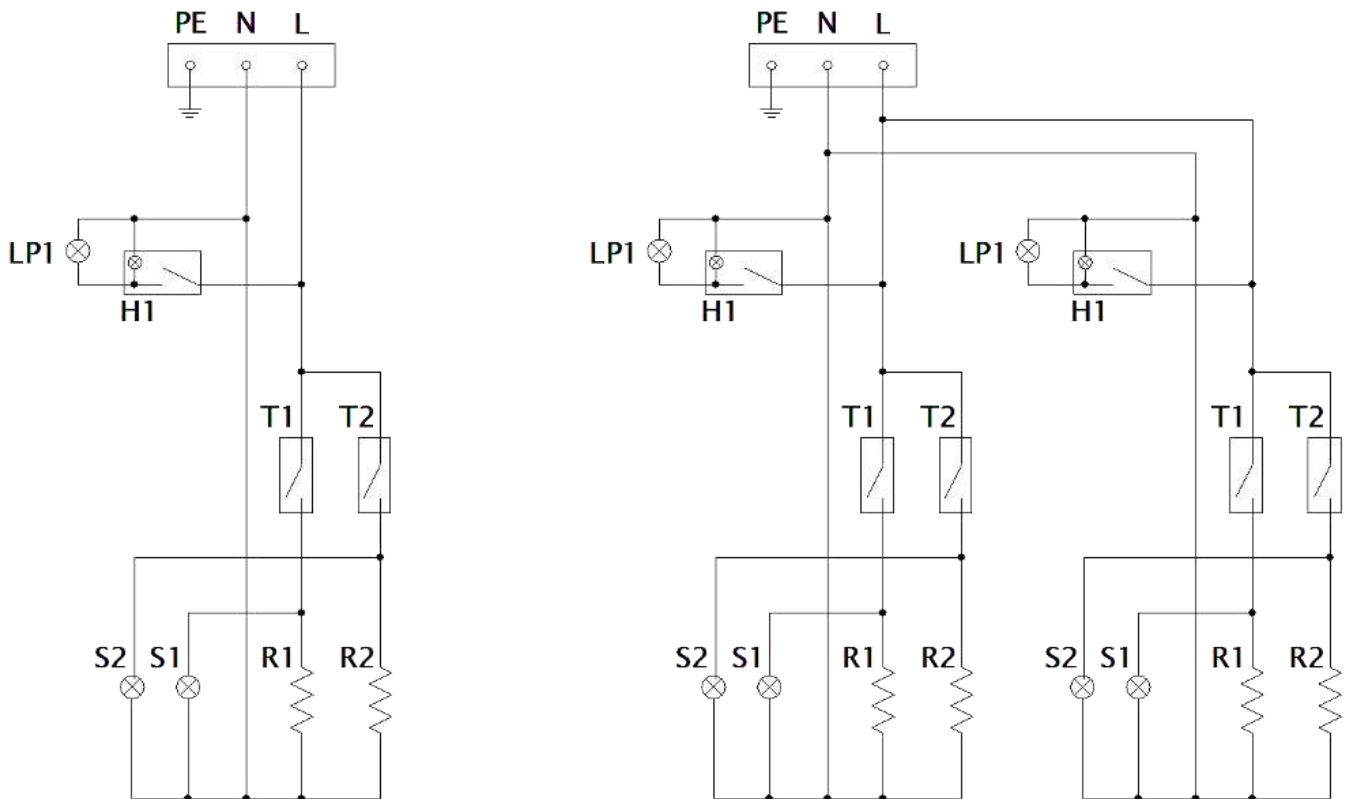 PE N L PE N L
LP1 H1 LP1 H1 LP1 H1
T1 T2 T1 T2 T1 T2
S2 S1 R1 R2 S2 S1 R1 R2 S2 S1 R1 R2